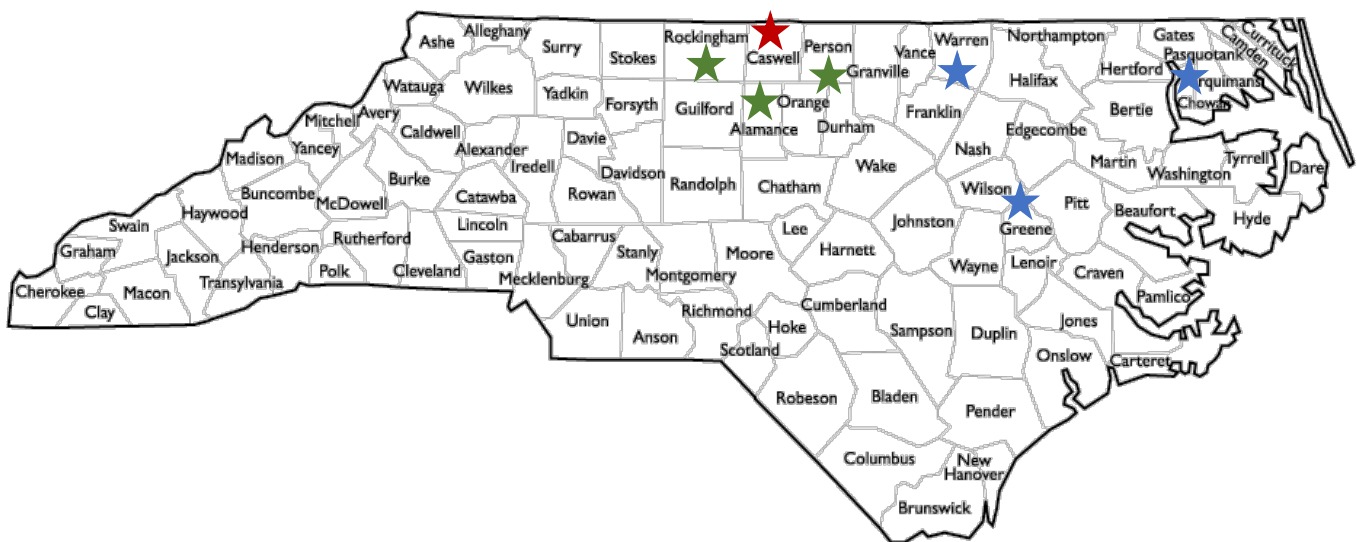 Ashe
Alleghany
Surry
Stokes
Rockingham
Caswell
Person
Granville
Vance
Warren
Northampton
Hertford
Gates
Pasquotank
Camden
Currituck
rquimans
Chowan
Watauga
Wilkes
Yadkin
Forsyth
Guilford
Alamance
Orange
Durham
Franklin
Halifax
Bertie
Mitchell
Avery
Caldwell
Alexander
Iredell
Davie
Davidson
Yancey
Madison
Buncombe
McDowell
Burke
Catawba
Rowan
Randolph
Chatham
Wake
Nash
Edgecombe
Martin
Washington
Tyrrell
Dare
Swain
Haywood
Graham
Jackson
Henderson
Rutherford
Lincoln
Gaston
Cabarrus
Stanly
Moore
Lee
Harnett
Johnston
Wilson
Greene
Pitt
Beaufort
Hyde
Cherokee
Macon
Clay
Transylvania
Polk
Cleveland
Mecklenburg
Montgomery
Wayne
Lenoir
Craven
Pamlico
Union
Anson
Richmond
Scotland
Hoke
Cumberland
Sampson
Duplin
Jones
Onslow
Carteret
Robeson
Bladen
Pender
Columbus
New
Hanover
Brunswick